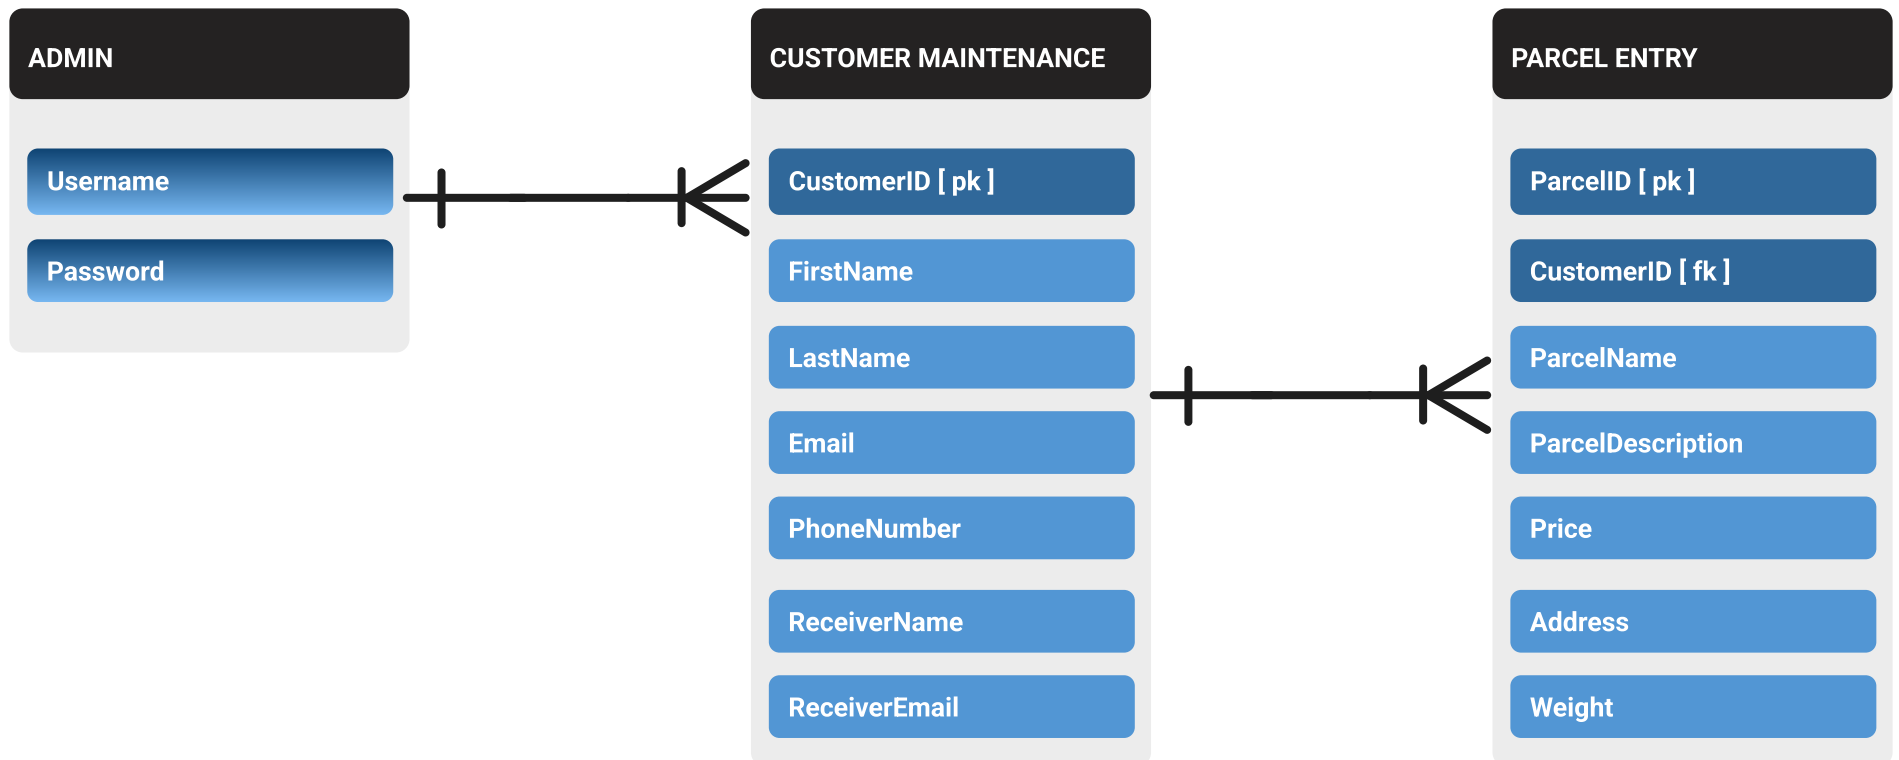 ADMIN
Username
Password
CUSTOMER MAINTENANCE
CustomerID [ pk ]
FirstName
LastName
Email
PhoneNumber
ReceiverName
ReceiverEmail
PARCEL ENTRY
ParcelID [ pk ]
CustomerID [ fk ]
ParcelName
ParcelDescription
Price
Address
Weight